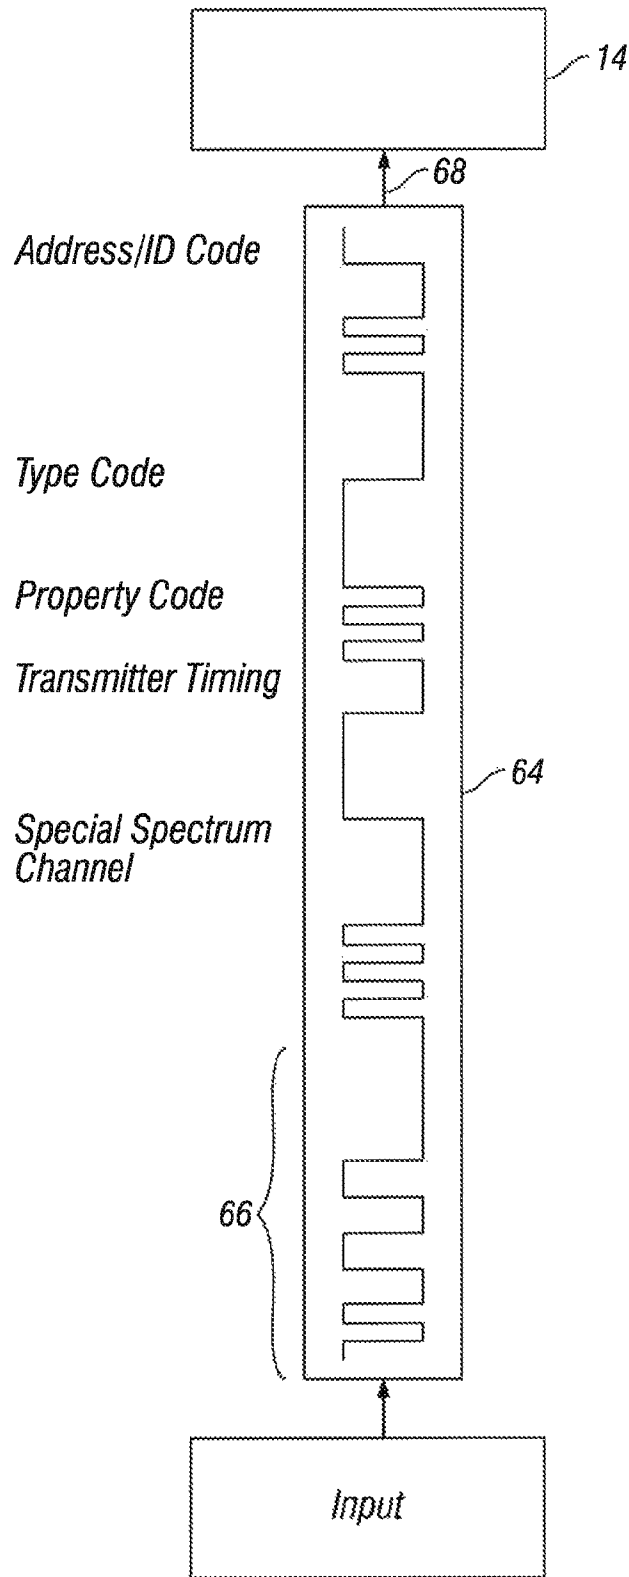 14
68
Address/ID Code
Type Code
Property Code
Transmitter Timing
64
Special Spectrum
Channel
66
Input